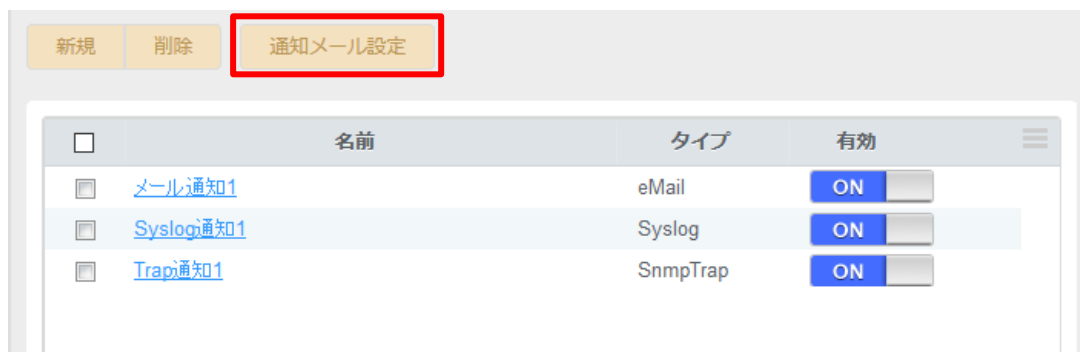 新規 削除 通知メール設定
名前 タイプ 有効
メール通知1 eMail ON
Syslog通知1 Syslog ON
Trap通知1 SnmpTrap ON